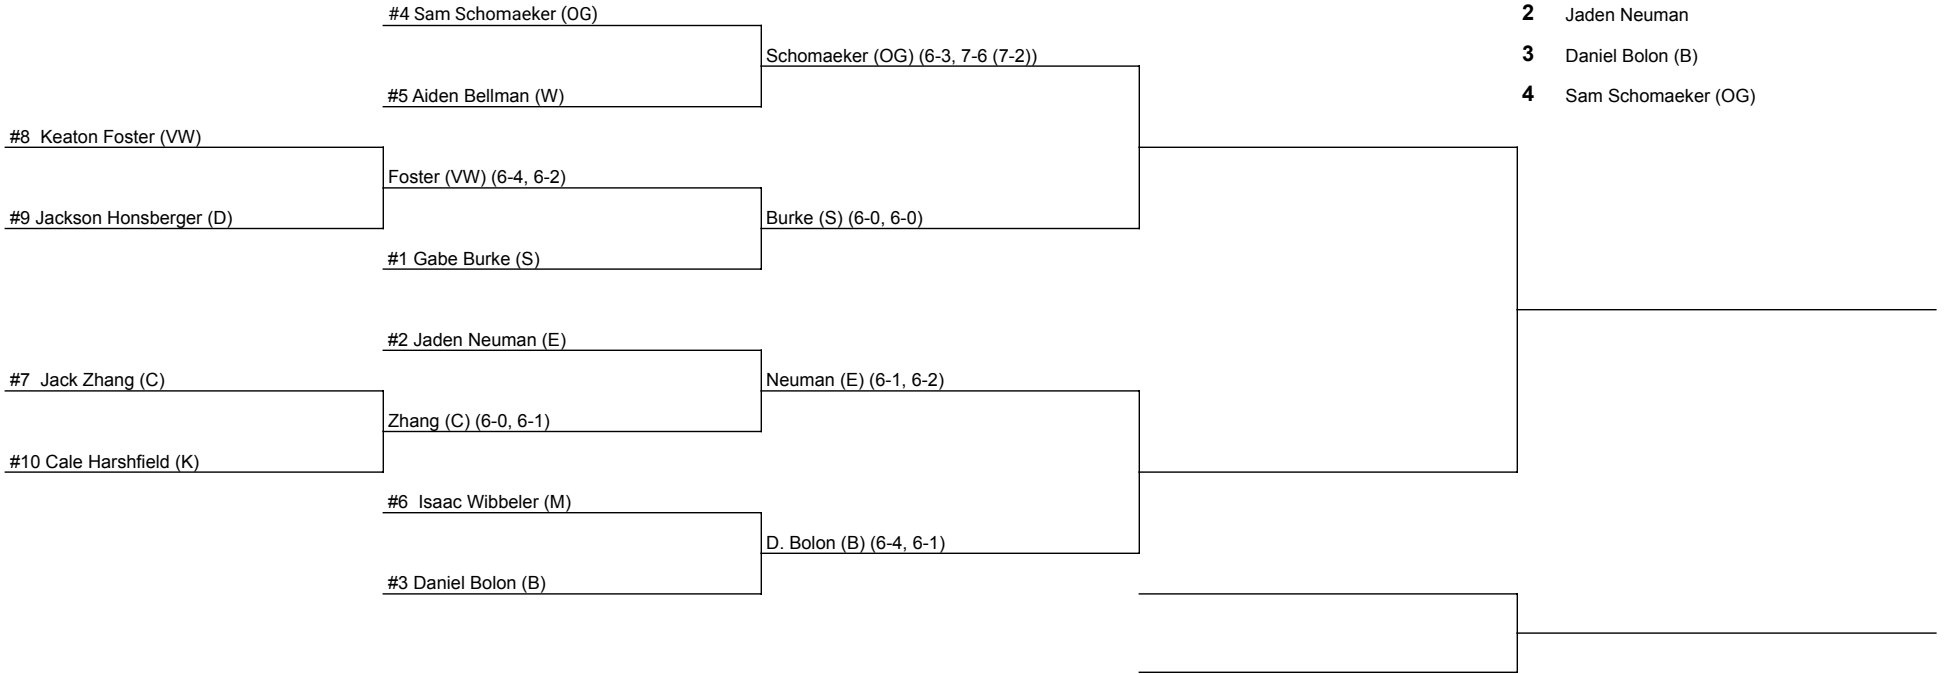 #4 Sam Schomaeker (OG)
2 Jaden Neuman
Schomaeker (OG) (6-3, 7-6 (7-2))
3 Daniel Bolon (B)
#5 Aiden Bellman (W)
4 Sam Schomaeker (OG)
#8 Keaton Foster (VW)
Foster (VW) (6-4, 6-2)
#9 Jackson Honsberger (D)
Burke (S) (6-0, 6-0)
#1 Gabe Burke (S)
#2 Jaden Neuman (E)
#7 Jack Zhang (C)
Neuman (E) (6-1, 6-2)
Zhang (C) (6-0, 6-1)
#10 Cale Harshfield (K)
#6 Isaac Wibbeler (M)
D. Bolon (B) (6-4, 6-1)
#3 Daniel Bolon (B)